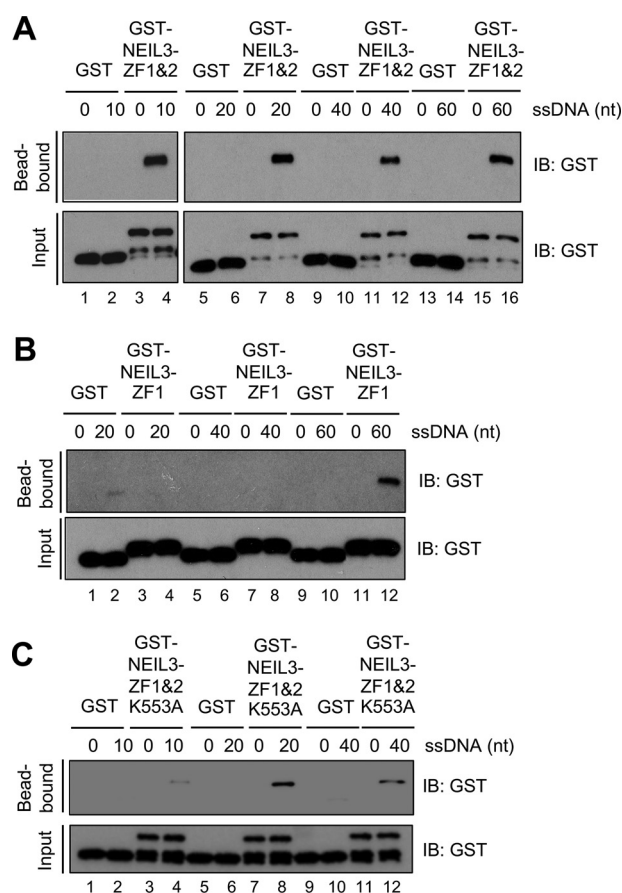 A
GST-NEIL3-ZF1&2 GST-NEIL3-ZF1&2 GST-NEIL3-ZF1&2 GST-NEIL3-ZF1&2
GST GST GST GST
0 10 0 10 0 20 0 20 0 40 0 40 0 60 0 60 ssDNA (nt)
Bead-bound
IB: GST
Input
IB: GST
1 2 3 4 5 6 7 8 9 10 11 12 13 14 15 16
B
GST-NEIL3-ZF1 GST-NEIL3-ZF1 GST-NEIL3-ZF1
GST GST GST
0 20 0 20 0 40 0 40 0 60 0 60 ssDNA (nt)
Bead-bound
IB: GST
Input
IB: GST
1 2 3 4 5 6 7 8 9 10 11 12
C
GST-NEIL3-ZF1&2 K553A GST-NEIL3-ZF1&2 K553A GST-NEIL3-ZF1&2 K553A
GST GST GST
0 10 0 10 0 20 0 20 0 40 0 40 ssDNA (nt)
Bead-bound
IB: GST
Input
IB: GST
1 2 3 4 5 6 7 8 9 10 11 12